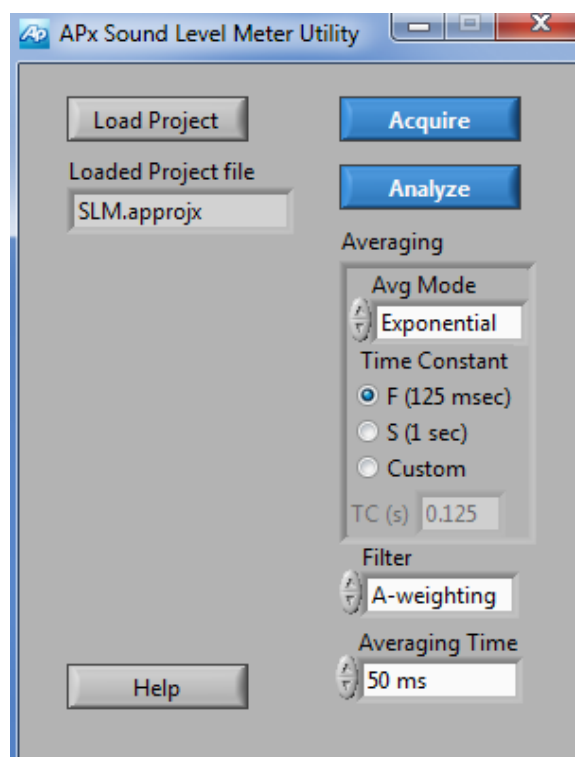 Ap APx Sound Level Meter Utility
Load Project
Acquire
Loaded Project file
SLM.approjx
Analyze
Averaging
Avg Mode
Exponential
Time Constant
F (125 msec)
S (1 sec)
Custom
TC (s) 0.125
Filter
A-weighting
Averaging Time
50 ms
Help